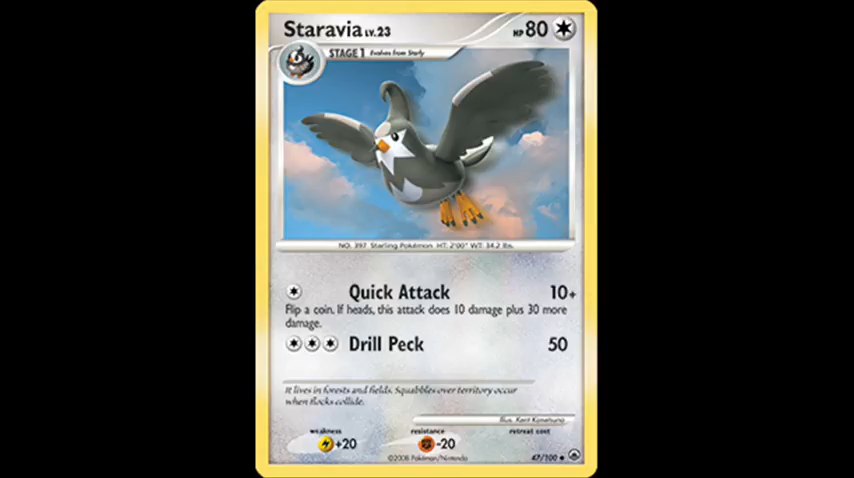 Staravia LV.23 HP 80
STAGE 1 Evolves from Starly
NO. 397 Starling Pokémon HT: 2'00" WT: 34.2 lbs.
Quick Attack 10+
Flip a coin. If heads, this attack does 10 damage plus 30 more
damage.
Drill Peck 50
It lives in forests and fields. Squabbles over territory occur
when flocks collide.
Illus. Kent Kanetsuna
weakness resistance retreat cost
+20 -20
©2008 Pokémon/Nintendo 47/100